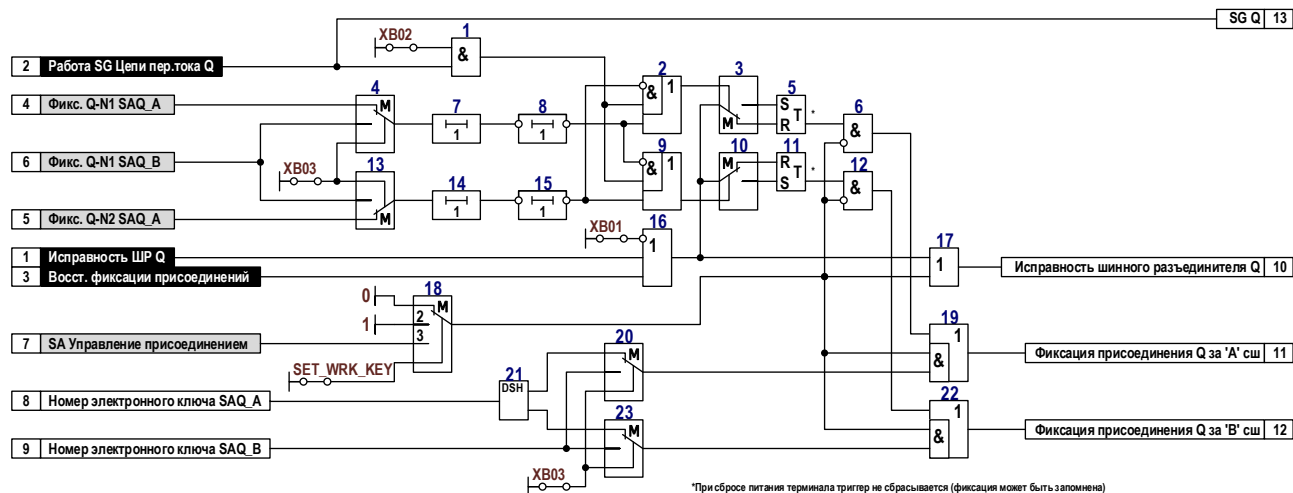 SG Q 13
XB02 1
&
2 Работа SG Цепи пер.тока Q
2 3
4 Фикс. Q-N1 SAQ_A
4 M 7 1 8 1 & 1 M 5 S T R * 6 &
6 Фикс. Q-N1 SAQ_B
XB03 13 M 14 1 15 1 9 & 1 10 M 11 R T S * 12 &
5 Фикс. Q-N2 SAQ_A
XB01 16 1
1 Исправность ШР Q
17 1
3 Восст. фиксации присоединений
Исправность шинного разъединителя Q 10
0 18 M
1 2
3
7 SA Управление присоединением
19 1 &
20 M
Фиксация присоединения Q за 'А' сш 11
SET_WRK_KEY
21 DSH
8 Номер электронного ключа SAQ_A
22 1 &
23 M
Фиксация присоединения Q за 'В' сш 12
9 Номер электронного ключа SAQ_B
XB03
*При сбросе питания терминала триггер не сбрасывается (фиксация может быть запомнена)